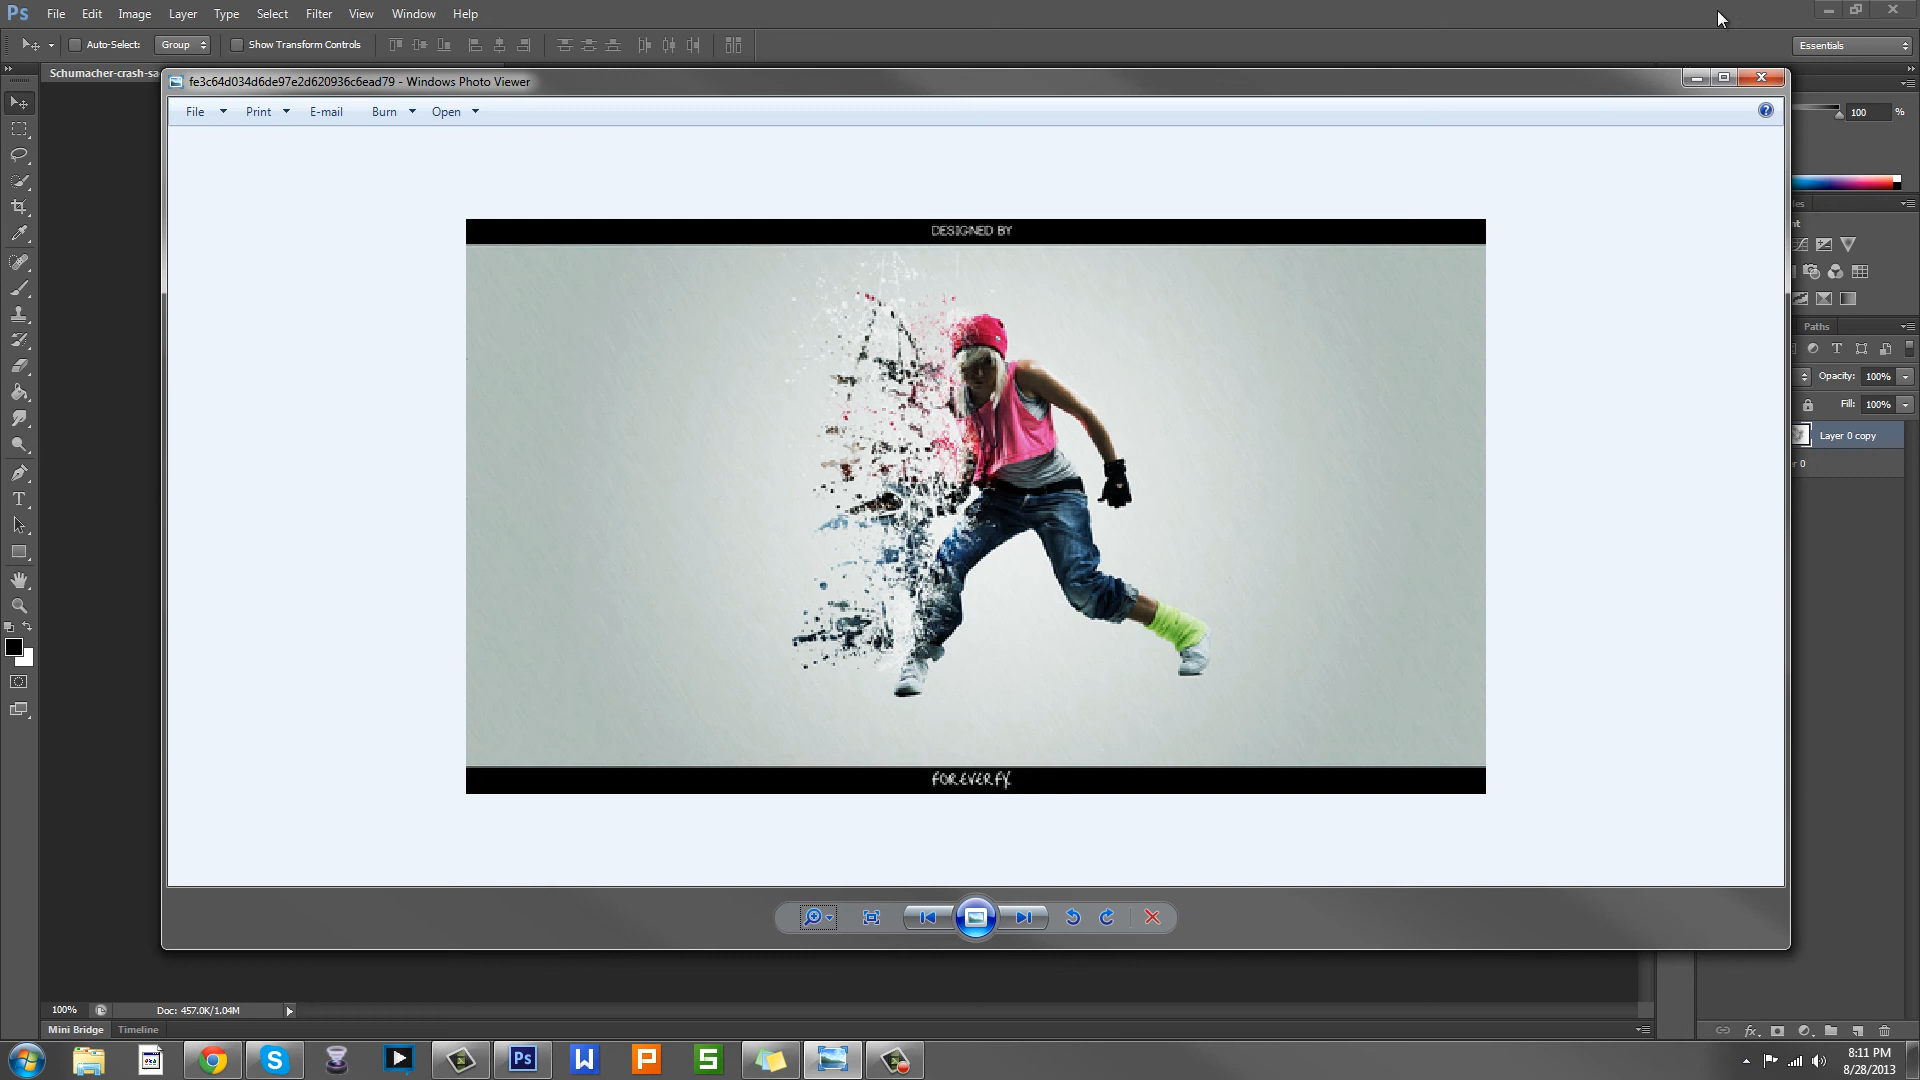 Ps File Edit Image Layer Type Select Filter View Window Help
Auto-Select: Group Show Transform Controls Essentials
Schumacher-crash-sa
fe3c64d034d6de97e2d620936c6ead79 - Windows Photo Viewer
File Print E-mail Burn Open
100 %
DESIGNED BY
Paths
Opacity: 100%
Fill: 100%
Layer 0 copy
r 0
FOREVER FX
100% Doc: 457.0K/1.04M
Mini Bridge Timeline
Ps W P S
8:11 PM
8/28/2013